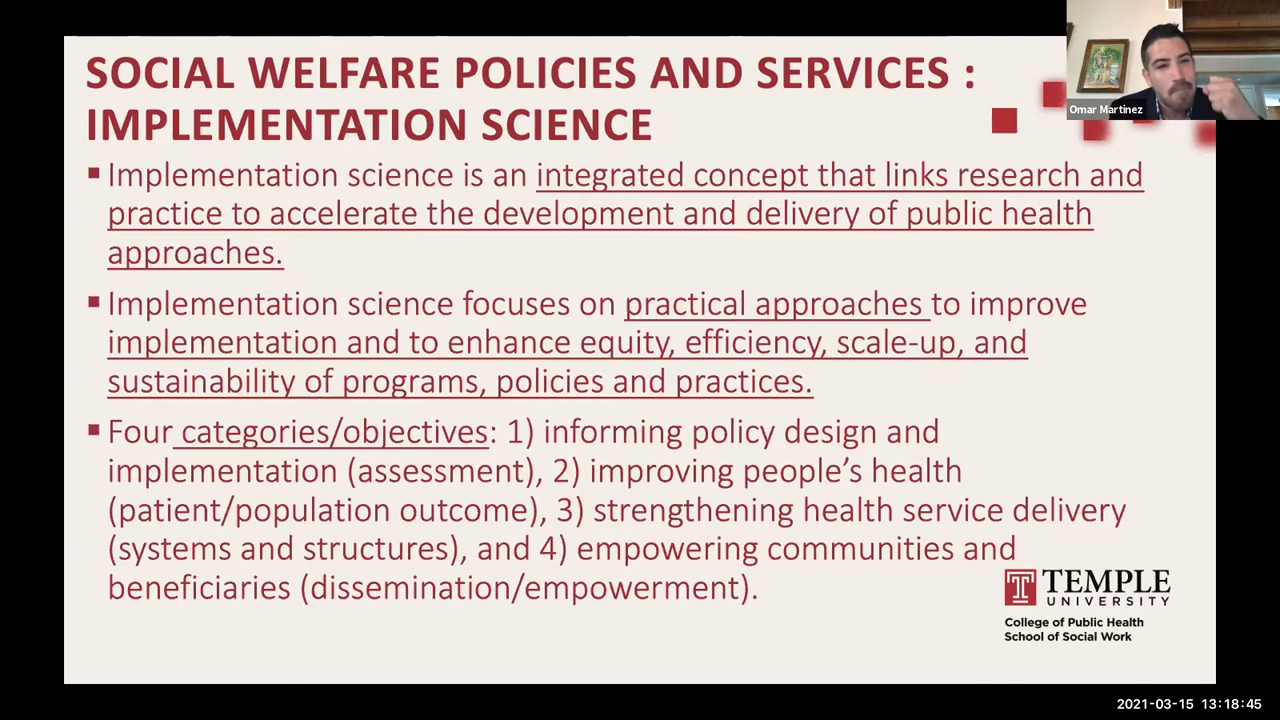 SOCIAL WELFARE POLICIES AND SERVICES :
IMPLEMENTATION SCIENCE
Omar Martinez
▪ Implementation science is an integrated concept that links research and
practice to accelerate the development and delivery of public health
approaches.
▪ Implementation science focuses on practical approaches to improve
implementation and to enhance equity, efficiency, scale-up, and
sustainability of programs, policies and practices.
▪ Four categories/objectives: 1) informing policy design and
implementation (assessment), 2) improving people’s health
(patient/population outcome), 3) strengthening health service delivery
(systems and structures), and 4) empowering communities and
beneficiaries (dissemination/empowerment).
TEMPLE
UNIVERSITY
College of Public Health
School of Social Work
2021-03-15 13:18:45